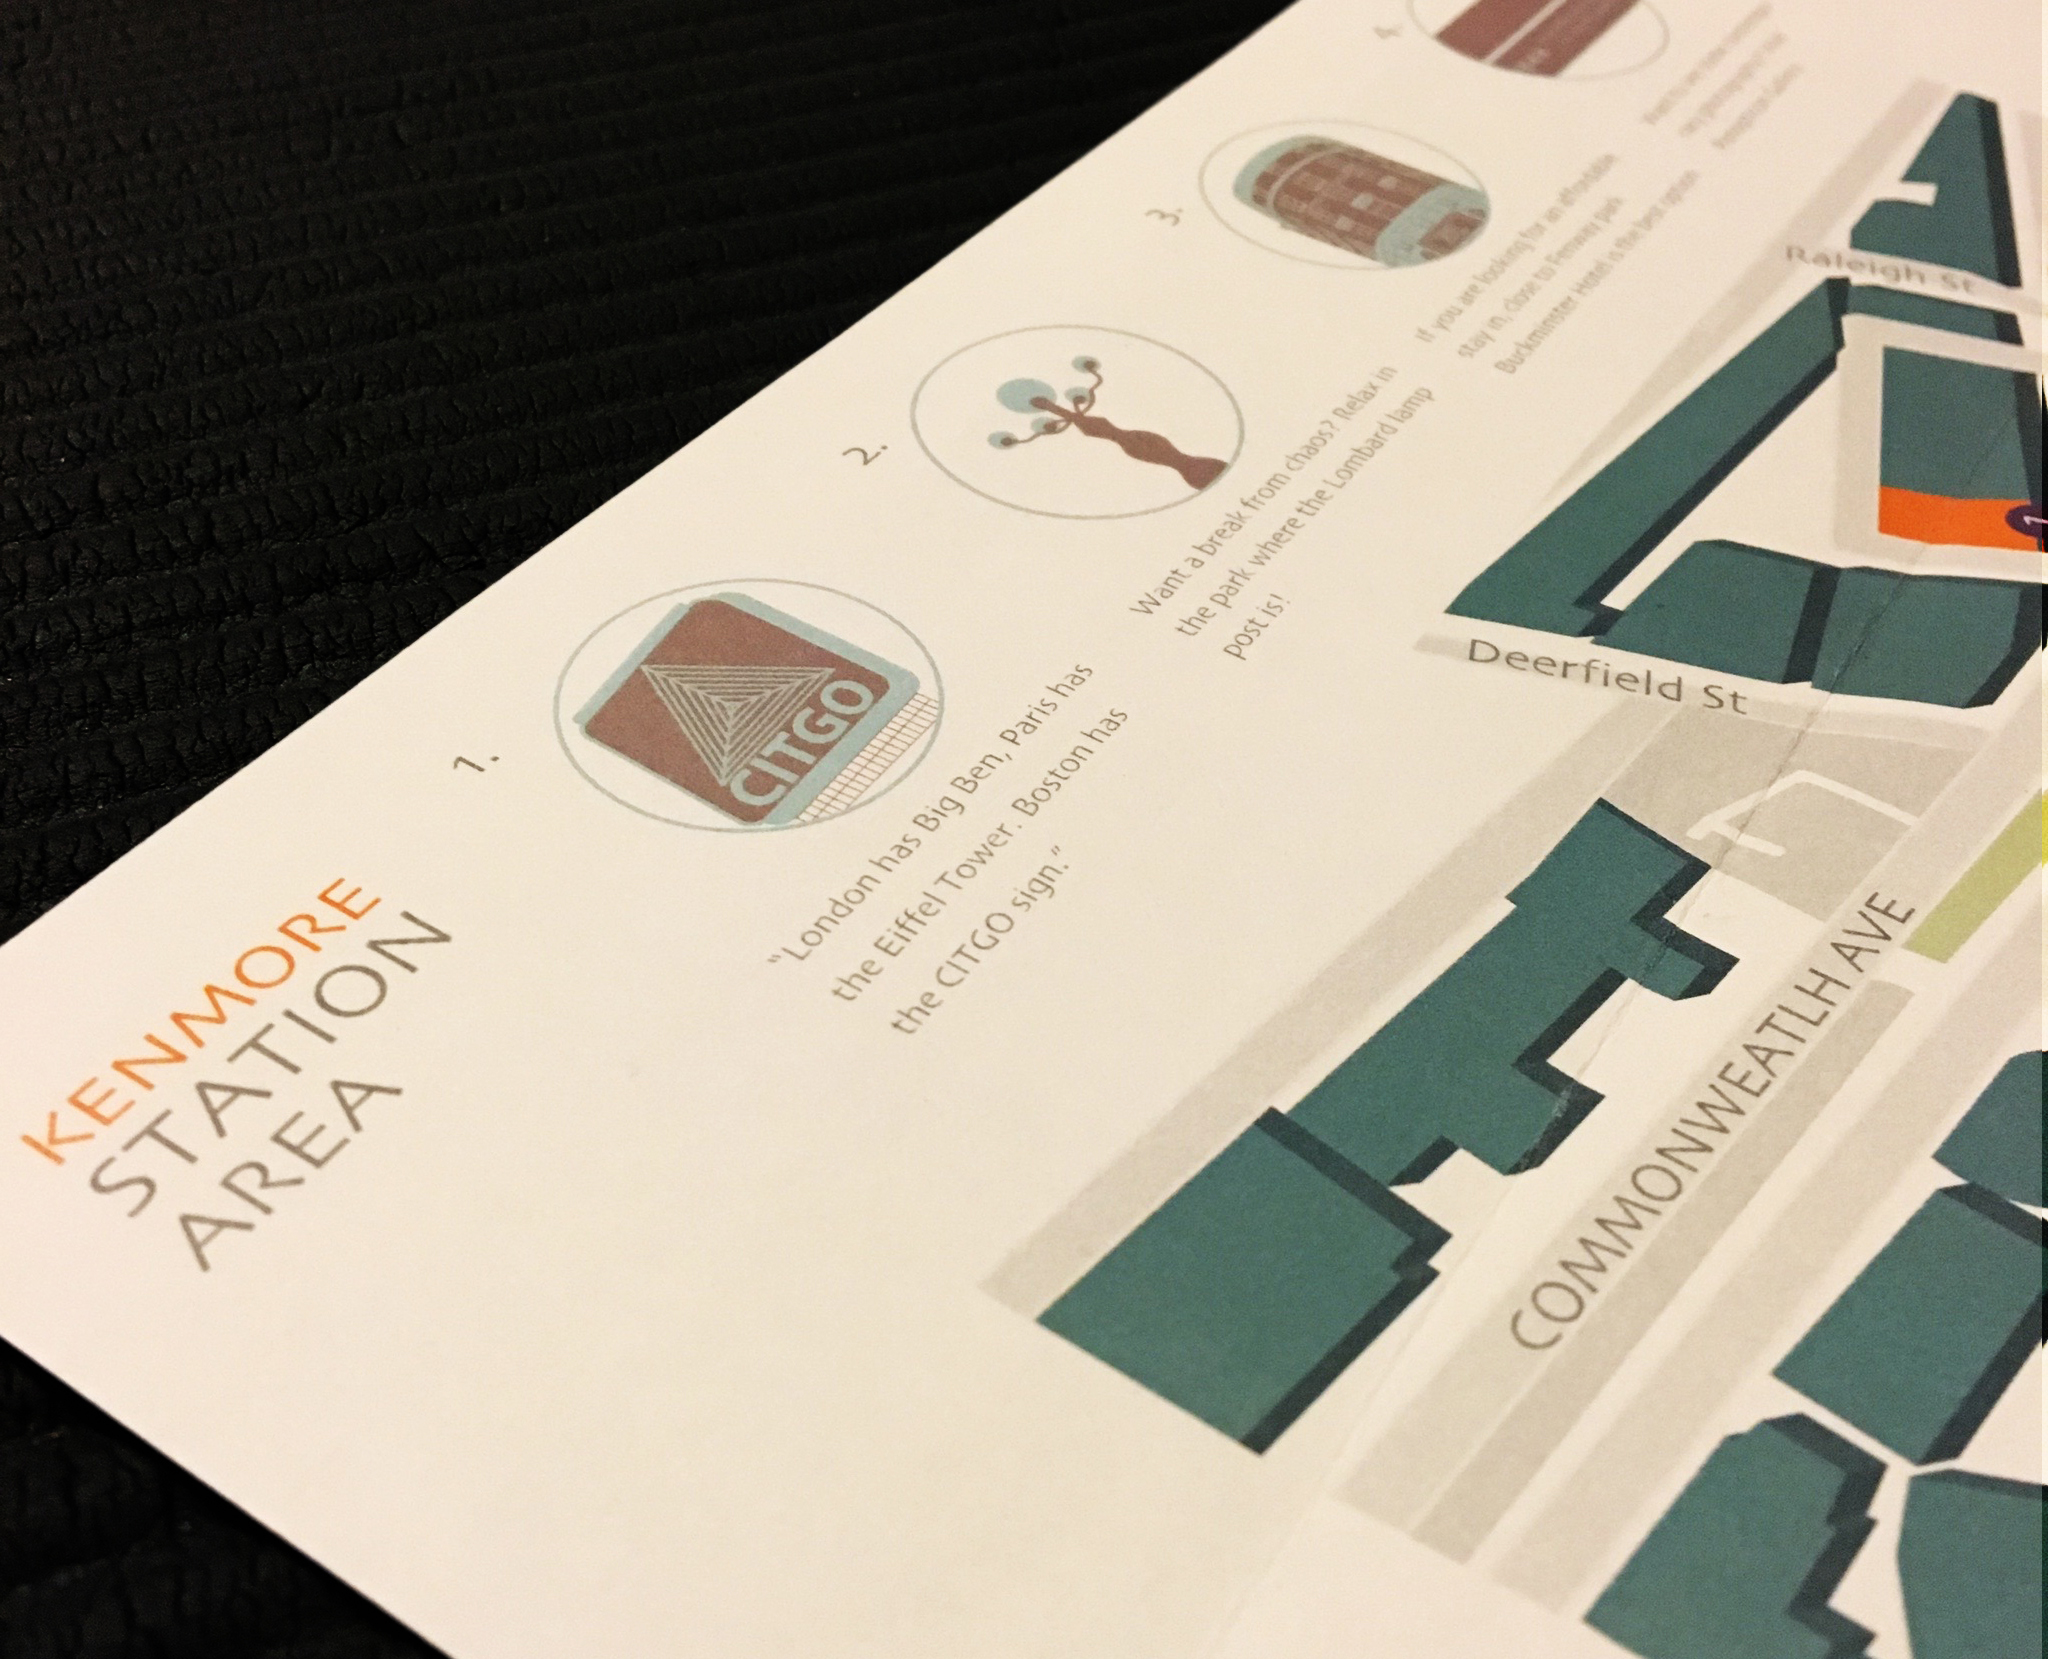 KENMORE
STATION
AREA
1.
CITGO
"London has Big Ben, Paris has
the Eiffel Tower. Boston has
the CITGO sign."
2.
Want a break from chaos? Relax in
the park where the Lombard lamp
post is!
3.
If you are looking for an affordable
stay in, close to Fenway park
Buckminster Hotel is the best option
4.
Raleigh St
1
Deerfield St
COMMONWEATLH AVE